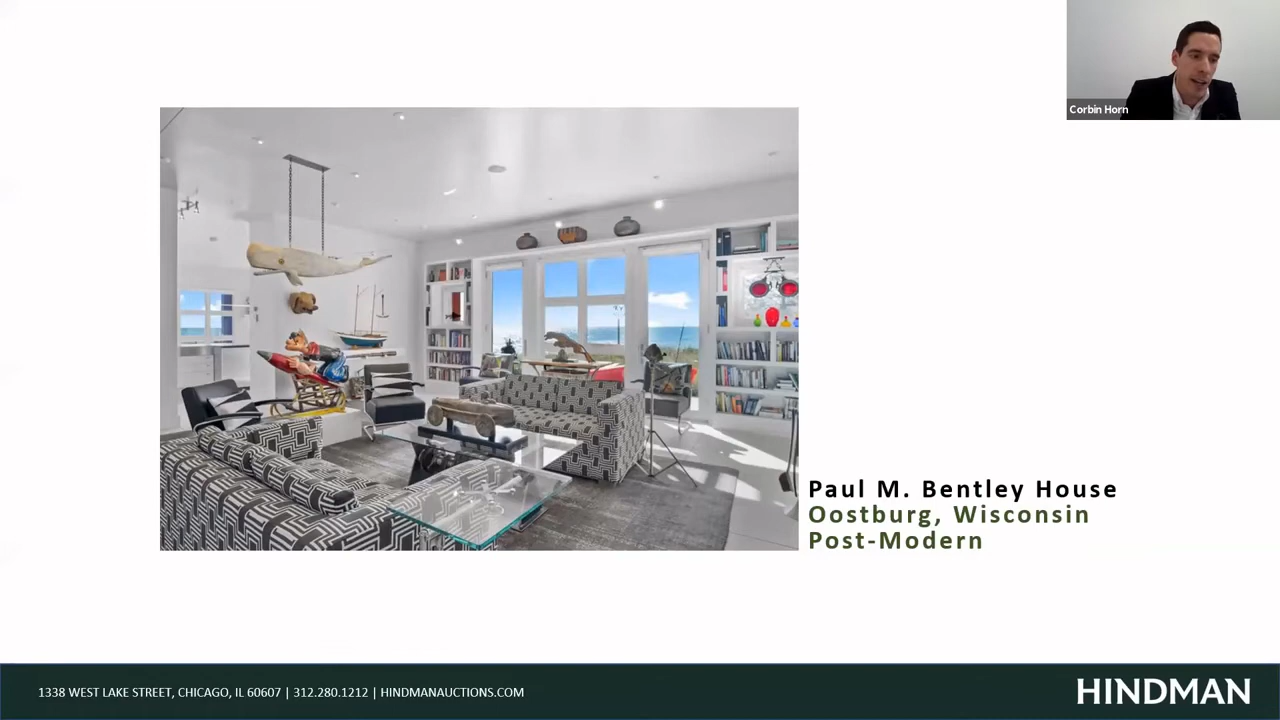 Corbin Horn
Paul M. Bentley House
Oostburg, Wisconsin
Post-Modern
1338 WEST LAKE STREET, CHICAGO, IL 60607 | 312.280.1212 | HINDMANAUCTIONS.COM
HINDMAN